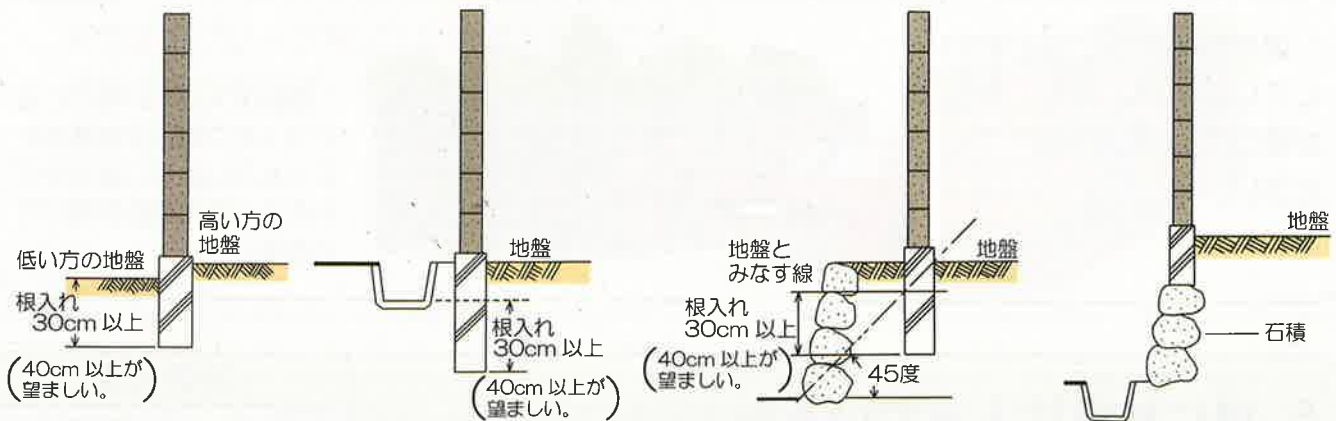 低い方の地盤
高い方の
地盤
根入れ
30cm 以上
(40cm 以上が
望ましい。)
地盤
根入れ
30cm 以上
(40cm 以上が
望ましい。)
地盤と
みなす線
地盤
根入れ
30cm 以上
(40cm 以上が
望ましい。)
45度
地盤
石積